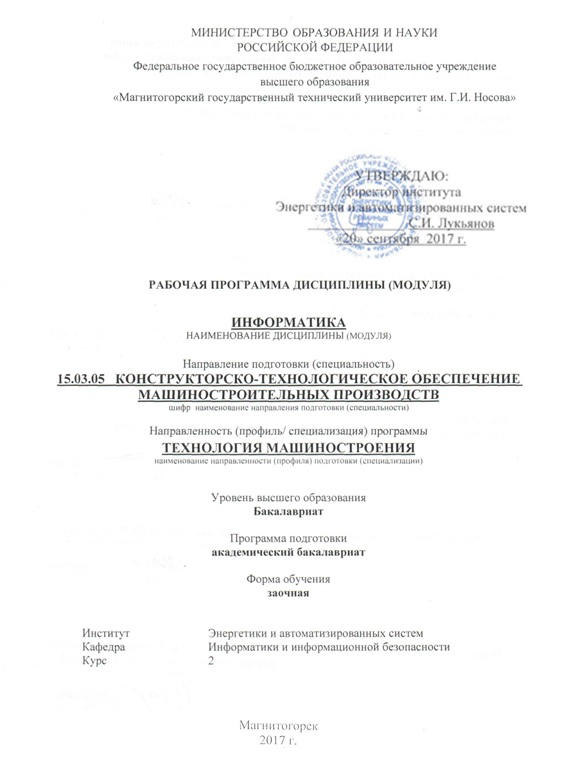 МИНИСТЕРСТВО ОБРАЗОВАНИЯ И НАУКИ
РОССИЙСКОЙ ФЕДЕРАЦИИ
Федеральное государственное бюджетное образовательное учреждение
высшего образования
«Магнитогорский государственный технический университет им. Г.И. Носова»
УТВЕРЖДАЮ:
Директор института
Энергетики и автоматизированных систем
С.И. Лукьянов
«20» сентября 2017 г.
РАБОЧАЯ ПРОГРАММА ДИСЦИПЛИНЫ (МОДУЛЯ)
ИНФОРМАТИКА
НАИМЕНОВАНИЕ ДИСЦИПЛИНЫ (МОДУЛЯ)
Направление подготовки (специальность)
15.03.05 КОНСТРУКТОРСКО-ТЕХНОЛОГИЧЕСКОЕ ОБЕСПЕЧЕНИЕ
МАШИНОСТРОИТЕЛЬНЫХ ПРОИЗВОДСТВ
шифр наименование направления подготовки (специальности)
Направленность (профиль/ специализация) программы
ТЕХНОЛОГИЯ МАШИНОСТРОЕНИЯ
наименование направленности (профиля) подготовки (специализации)
Уровень высшего образования
Бакалавриат
Программа подготовки
академический бакалавриат
Форма обучения
заочная
Институт Энергетики и автоматизированных систем
Кафедра Информатики и информационной безопасности
Курс 2
Магнитогорск
2017 г.